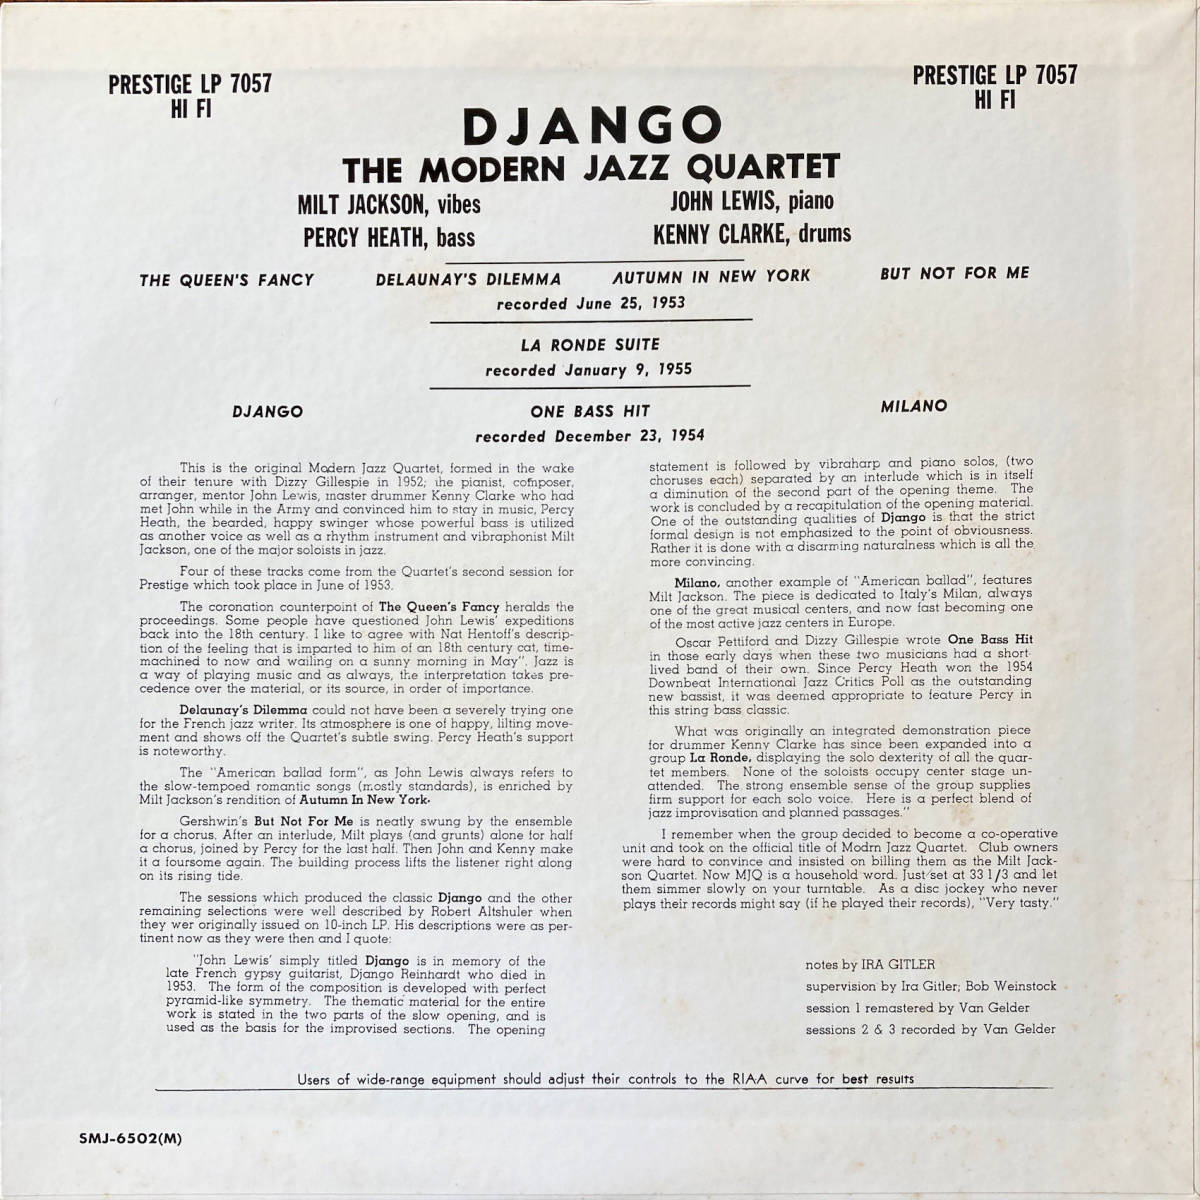 PRESTIGE LP 7057
HI FI
PRESTIGE LP 7057
HI FI
DJANGO
THE MODERN JAZZ QUARTET
MILT JACKSON, vibes
JOHN LEWIS, piano
PERCY HEATH, bass
KENNY CLARKE, drums
THE QUEEN'S FANCY DELAUNAY'S DILEMMA AUTUMN IN NEW YORK BUT NOT FOR ME
recorded June 25, 1953
LA RONDE SUITE
recorded January 9, 1955
DJANGO ONE BASS HIT MILANO
recorded December 23, 1954
This is the original Modern Jazz Quartet, formed in the wake
of their tenure with Dizzy Gillespie in 1952; the pianist, composer,
arranger, mentor John Lewis, master drummer Kenny Clarke who had
met John while in the Army and convinced him to stay in music, Percy
Heath, the bearded, happy swinger whose powerful bass is utilized
as another voice as well as a rhythm instrument and vibraphonist Milt
Jackson, one of the major soloists in jazz.
Four of these tracks come from the Quartet's second session for
Prestige which took place in June of 1953.
The coronation counterpoint of The Queen's Fancy heralds the
proceedings. Some people have questioned John Lewis' expeditions
back into the 18th century. I like to agree with Nat Hentoff's descrip-
tion of the feeling that is imparted to him of an 18th century cat, time-
machined to now and wailing on a sunny morning in May". Jazz is
a way of playing music and as always, the interpretation takes pre-
cedence over the material, or its source, in order of importance.
Delaunay's Dilemma could not have been a severely trying one
for the French jazz writer. Its atmosphere is one of happy, lilting move-
ment and shows off the Quartet's subtle swing. Percy Heath's support
is noteworthy.
The "American ballad form", as John Lewis always refers to
the slow-tempoed romantic songs (mostly standards), is enriched by
Milt Jackson's rendition of Autumn In New York.
Gershwin's But Not For Me is neatly swung by the ensemble
for a chorus. After an interlude, Milt plays (and grunts) alone for half
a chorus, joined by Percy for the last half. Then John and Kenny make
it a foursome again. The building process lifts the listener right along
on its rising tide.
The sessions which produced the classic Django and the other
remaining selections were well described by Robert Altshuler when
they wer originally issued on 10-inch LP. His descriptions were as per-
tinent now as they were then and I quote:
"John Lewis' simply titled Django is in memory of the
late French gypsy guitarist, Django Reinhardt who died in
1953. The form of the composition is developed with perfect
pyramid-like symmetry. The thematic material for the entire
work is stated in the two parts of the slow opening, and is
used as the basis for the improvised sections. The opening
statement is followed by vibraharp and piano solos, (two
choruses each) separated by an interlude which is in itself
a diminution of the second part of the opening theme. The
work is concluded by a recapitulation of the opening material.
One of the outstanding qualities of Django is that the strict
formal design is not emphasized to the point of obviousness.
Rather it is done with a disarming naturalness which is all the
more convincing.
Milano, another example of "American ballad", features
Milt Jackson. The piece is dedicated to Italy's Milan, always
one of the great musical centers, and now fast becoming one
of the most active jazz centers in Europe.
Oscar Pettiford and Dizzy Gillespie wrote One Bass Hit
in those early days when these two musicians had a short
lived band of their own. Since Percy Heath won the 1954
Downbeat International Jazz Critics Poll as the outstanding
new bassist, it was deemed appropriate to feature Percy in
this string bass classic.
What was originally an integrated demonstration piece
for drummer Kenny Clarke has since been expanded into a
group La Ronde, displaying the solo dexterity of all the quar-
tet members. None of the soloists occupy center stage un-
attended. The strong ensemble sense of the group supplies
firm support for each solo voice. Here is a perfect blend of
jazz improvisation and planned passages."
I remember when the group decided to become a co-operative
unit and took on the official title of Modrn Jazz Quartet. Club owners
were hard to convince and insisted on billing them as the Milt Jack-
son Quartet. Now MJQ is a household word. Just set at 33 1/3 and let
them simmer slowly on your turntable. As a disc jockey who never
plays their records might say (if he played their records), "Very tasty."
notes by IRA GITLER
supervision by Ira Gitler; Bob Weinstock
session 1 remastered by Van Gelder
sessions 2 & 3 recorded by Van Gelder
Users of wide-range equipment should adjust their controls to the RIAA curve for best results
SMJ-6502(M)